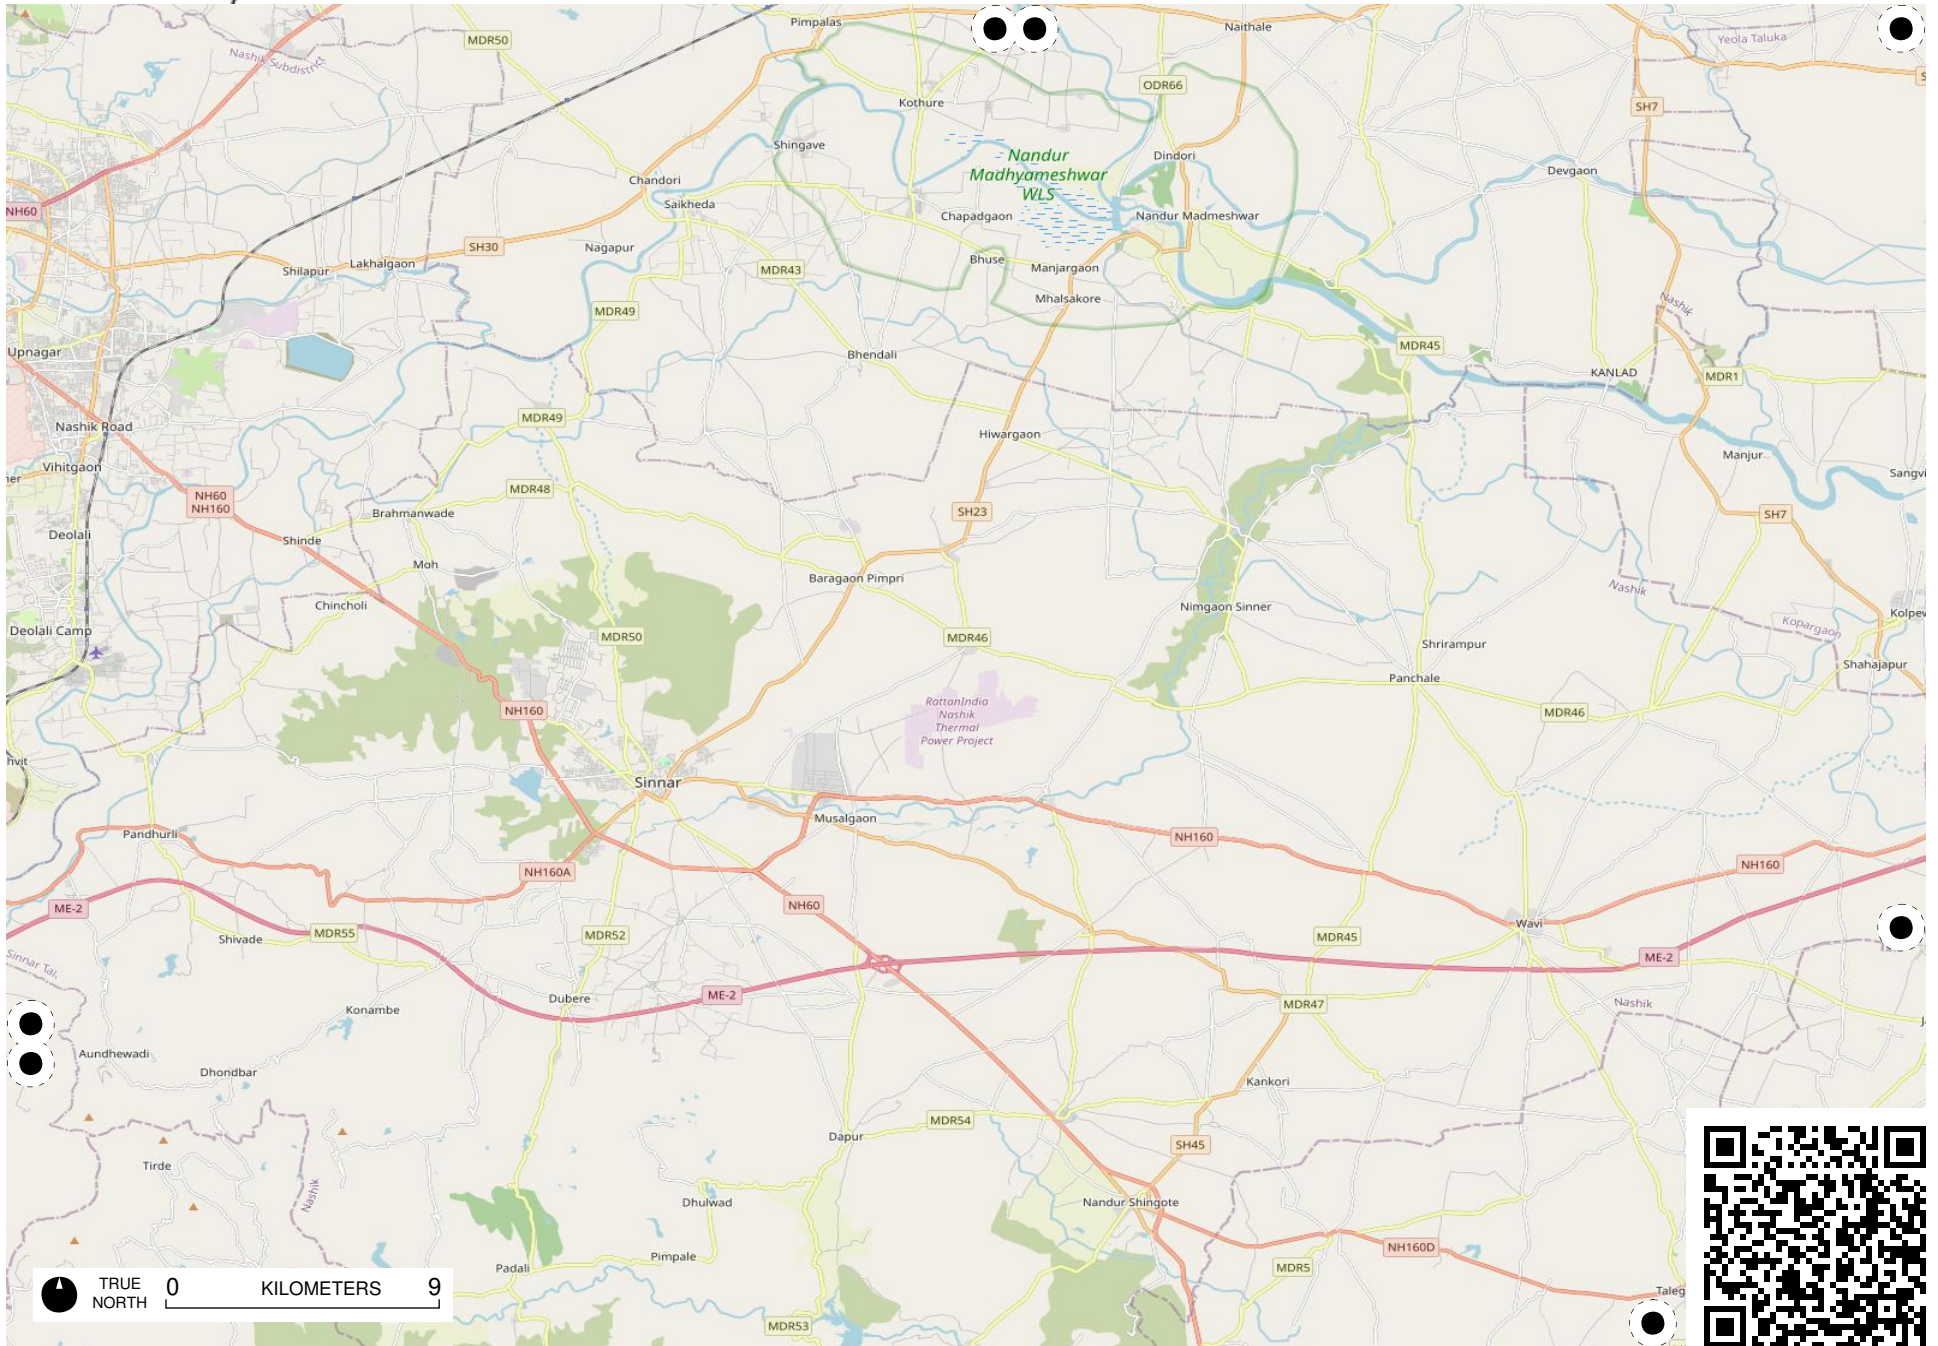 Pimpalas
Naithale
Yeola Taluka
MDR50
Nashik Subdistrict
ODR66
Kothure
SH7
Shingave
Nandur
Madhyameshwar
WLS
Dindori
Devgaon
Chandori
Saikheda
NH60
Chapadgaon
Nandur Madmeshwar
SH30
Nagapur
Lakhalgaon
Shilapur
MDR43
Bhuse
Manjargaon
Mhalsakore
Nashik
MDR49
Upnagar
Bhendali
MDR45
KANLAD
MDR1
MDR49
Nashik Road
Hiwargaon
Manjur
Vihitgaon
MDR48
NH60
NH160
Brahmanwade
SH23
SH7
Deolali
Shinde
Moh
Baragaon Pimpri
Nashik
Chincholi
Nimgaon Sinner
Deolali Camp
MDR50
MDR46
Kopargaon
Shrirampur
Shahajapur
Panchale
RattanIndia
Nashik
Thermal
Power Project
NH160
MDR46
Sinnar
Musalgaon
Pandhurli
NH160
NH160
NH160A
ME-2
NH60
Wavi
Shivade
MDR55
MDR52
MDR45
Sinnar Tal.
ME-2
ME-2
Dubere
MDR47
Nashik
Konambe
Aundhewadi
Dhondbar
Kankori
MDR54
Dapur
SH45
Tirde
Nashik
Dhulwad
Nandur Shingote
NH160D
Pimpale
Padali
MDR5
TRUE
NORTH
0 KILOMETERS 9
MDR53